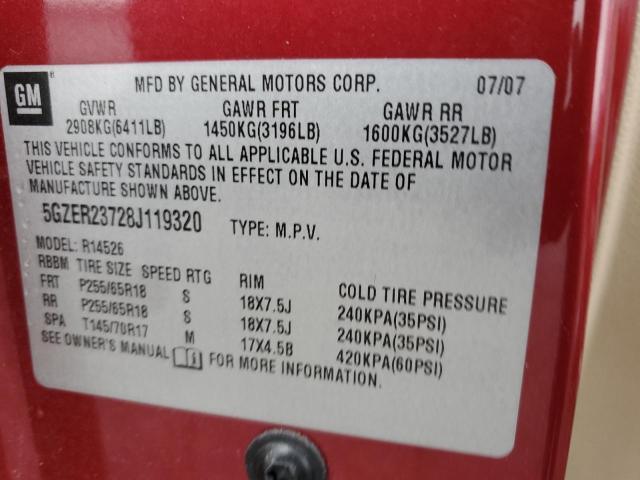 GM
MFD BY GENERAL MOTORS CORP. 07/07
GVWR GAWR FRT GAWR RR
2908KG(6411LB) 1450KG(3196LB) 1600KG(3527LB)
THIS VEHICLE CONFORMS TO ALL APPLICABLE U.S. FEDERAL MOTOR
VEHICLE SAFETY STANDARDS IN EFFECT ON THE DATE OF
MANUFACTURE SHOWN ABOVE.
5GZER23728J119320 TYPE: M.P.V.
MODEL: R14526
RBBM TIRE SIZE SPEED RTG RIM COLD TIRE PRESSURE
FRT P255/65R18 S 18X7.5J 240KPA(35PSI)
RR P255/65R18 S 18X7.5J 240KPA(35PSI)
SPA T145/70R17 M 17X4.5B 420KPA(60PSI)
SEE OWNER'S MANUAL FOR MORE INFORMATION.